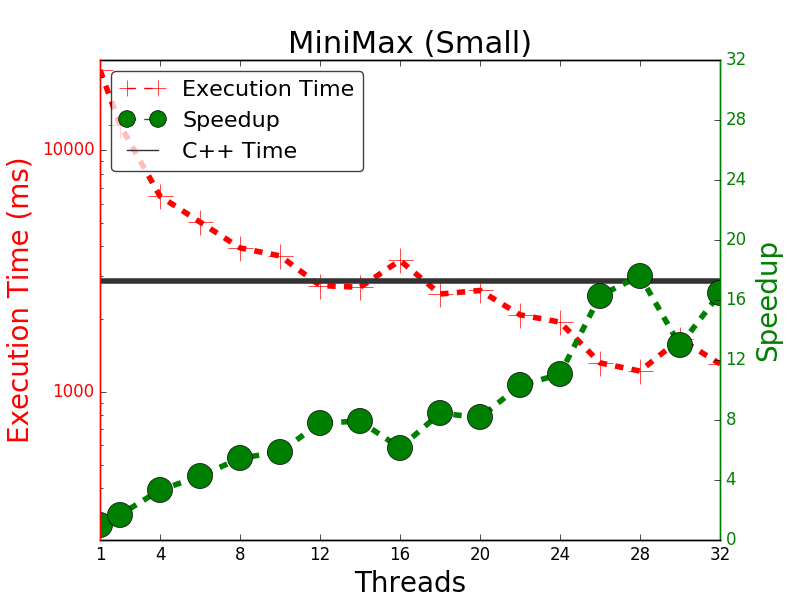 MiniMax (Small)
Execution Time
Speedup
C++ Time
Execution Time (ms)
10000
1000
Speedup
32
28
24
20
16
12
8
4
0
1 4 8 12 16 20 24 28 32
Threads